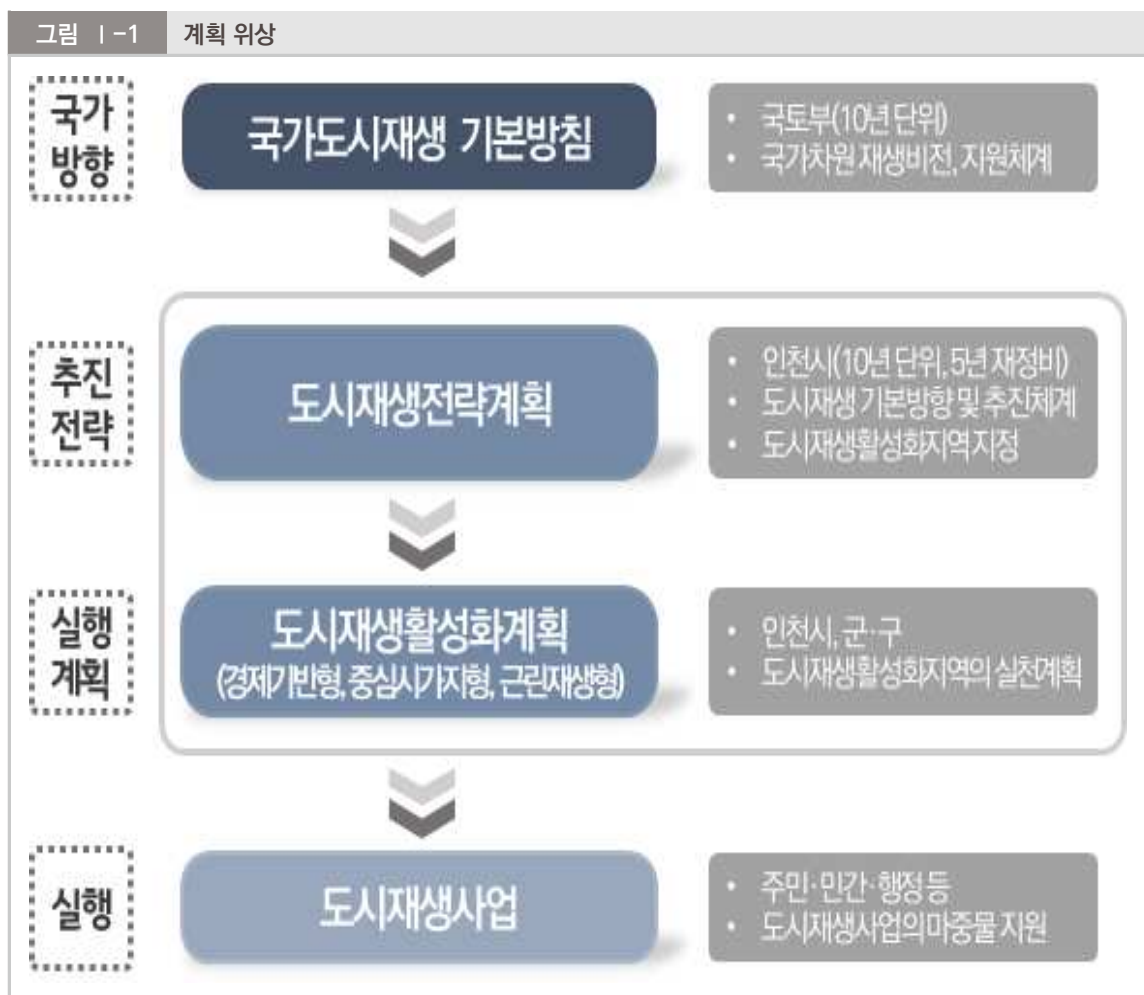 그림 Ⅰ-1 계획 위상
국가
방향
국가도시재생 기본방침
• 국토부(10년 단위)
• 국가차원 재생비전, 지원체계
추진
전략
도시재생전략계획
• 인천시(10년 단위, 5년 재정비)
• 도시재생 기본방향 및 추진체계
• 도시재생활성화지역 지정
실행
계획
도시재생활성화계획
(경제기반형, 중심시가지형, 근린재생형)
• 인천시, 군·구
• 도시재생활성화지역의 실천계획
실행
도시재생사업
• 주민·민간·행정 등
• 도시재생사업의 마중물 지원